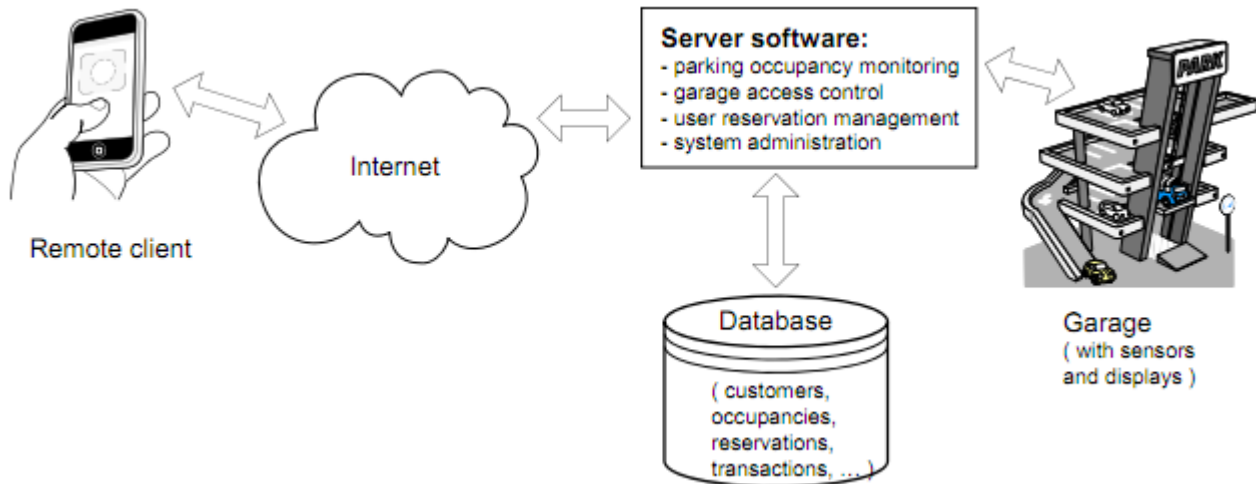 Server software:
- parking occupancy monitoring
- garage access control
- user reservation management
- system administration
PARK
Internet
Remote client
Database
( customers,
occupancies,
reservations,
transactions, ... )
Garage
( with sensors
and displays )